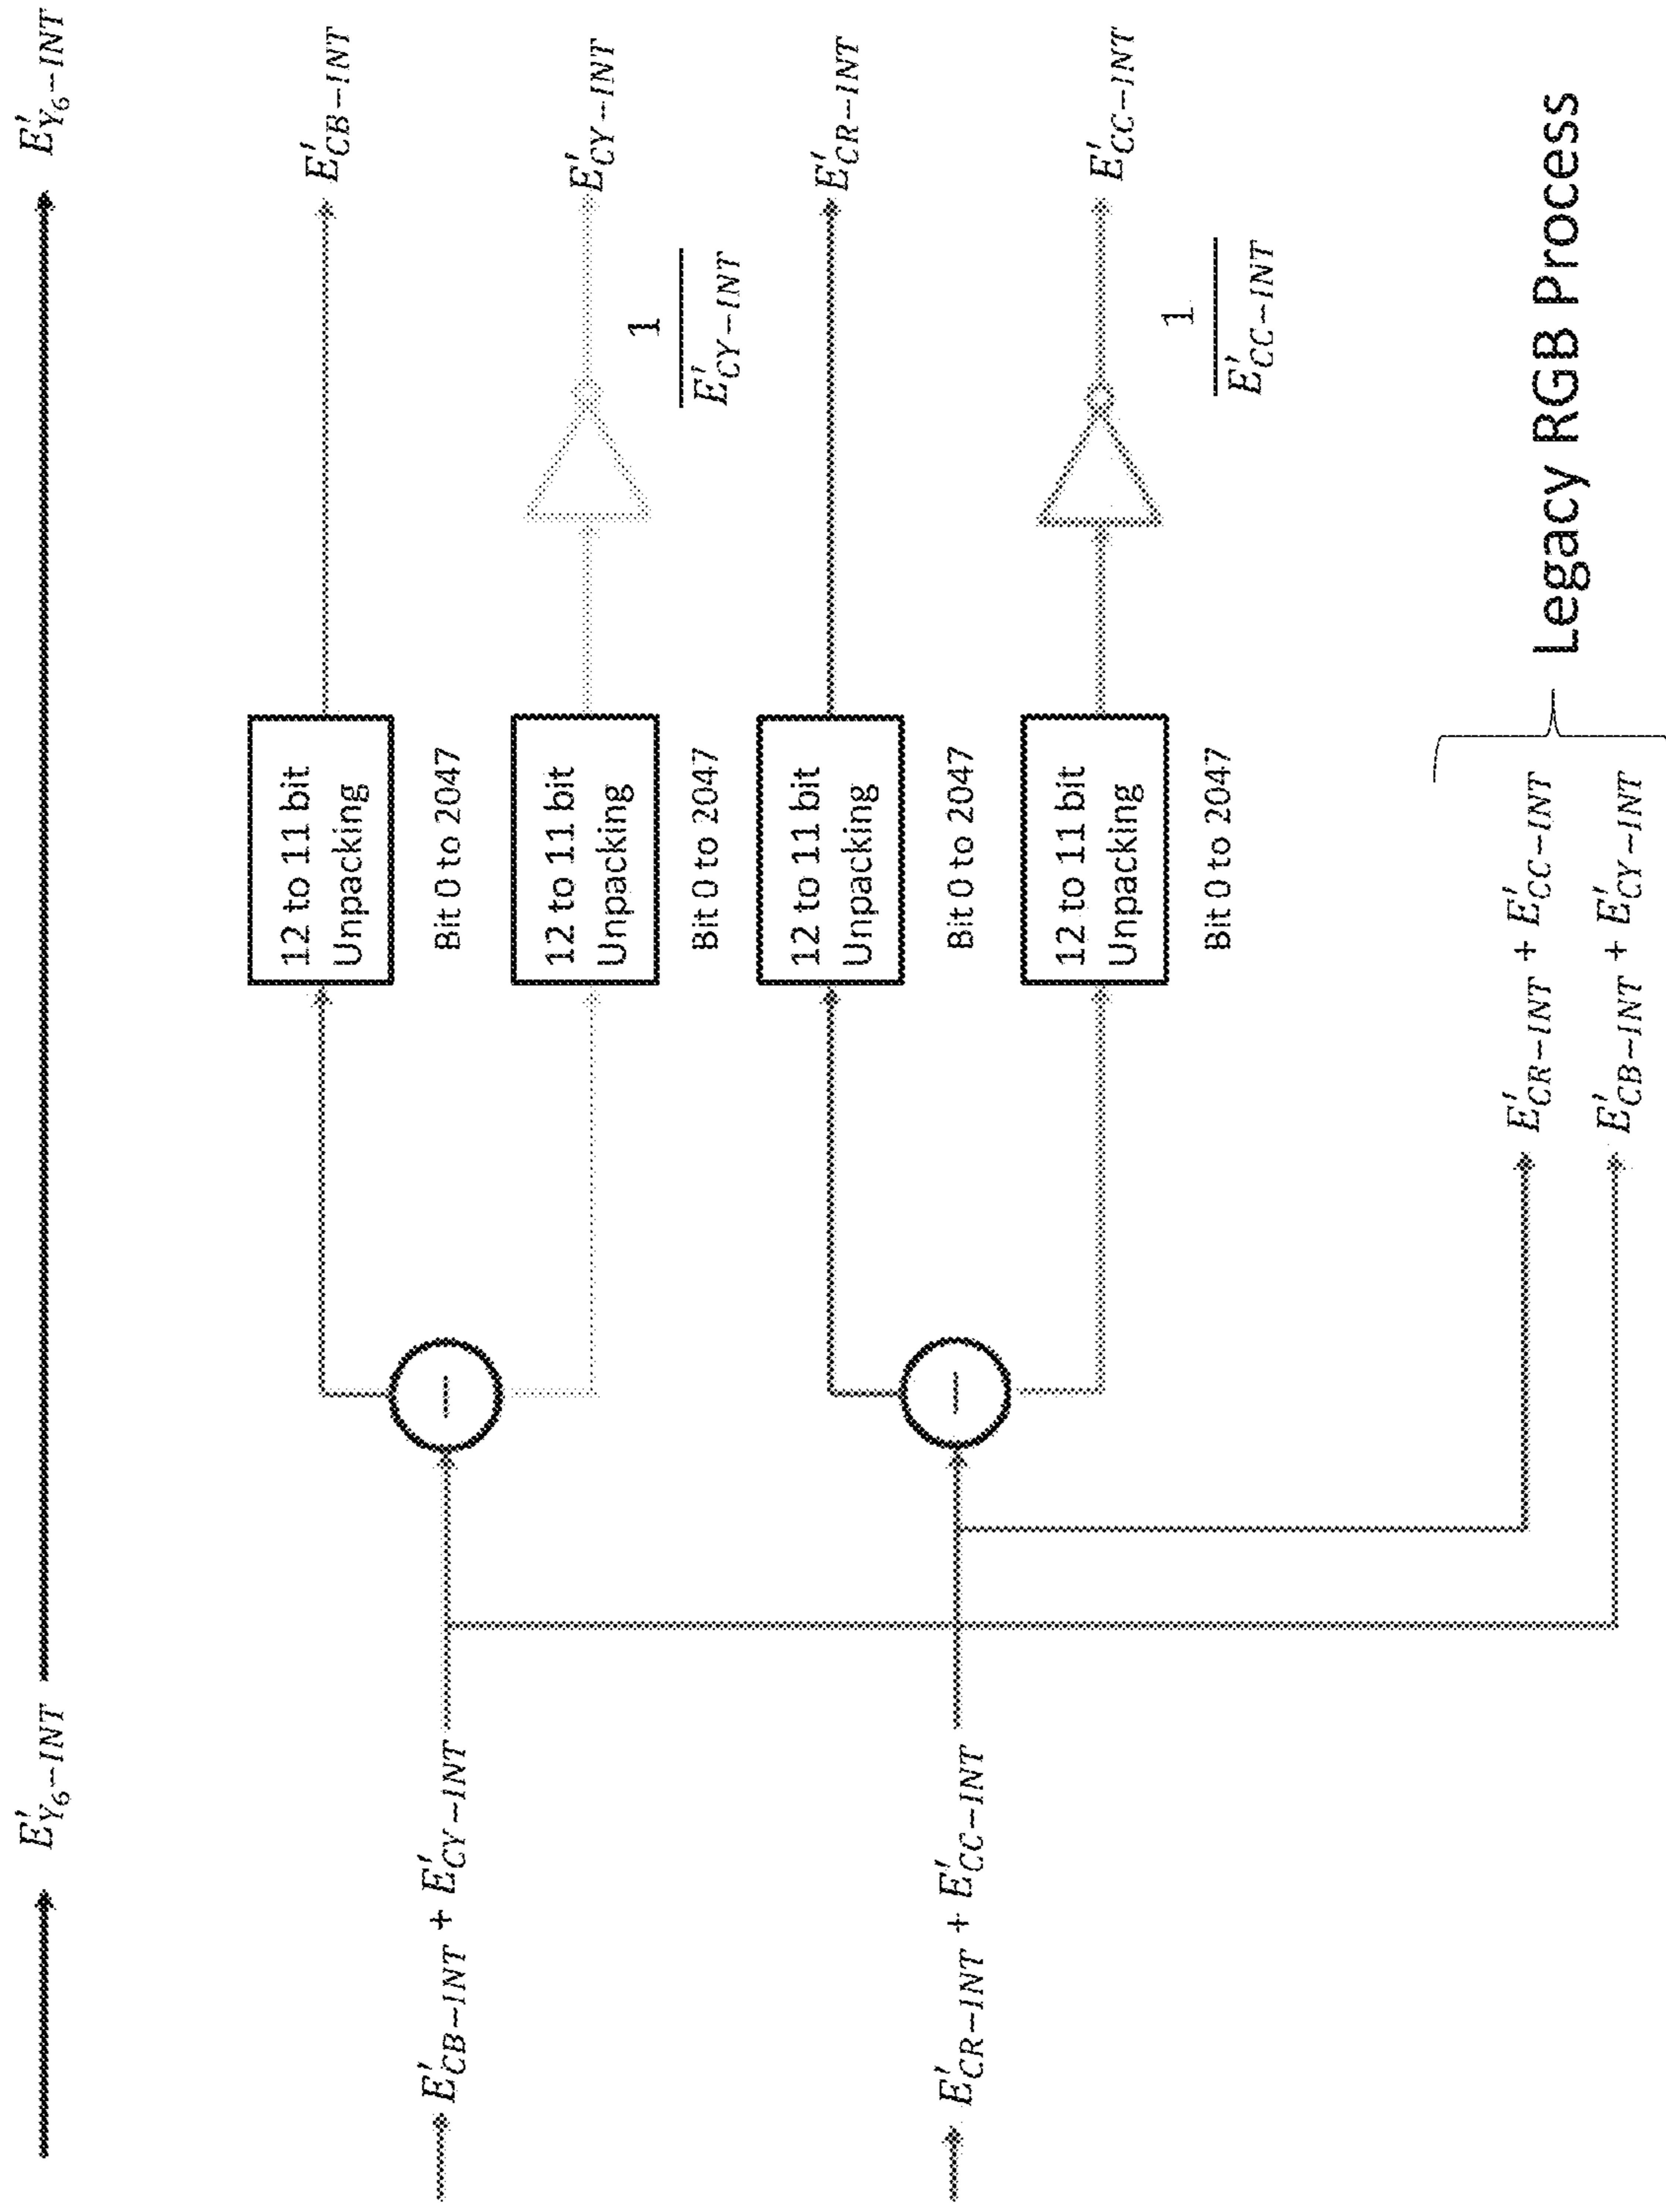 E'Y6-INT
E'Y6-INT
E'CB-INT + E'CY-INT
12 to 11 bit
Unpacking
Bit 0 to 2047
E'CB-INT
12 to 11 bit
Unpacking
Bit 0 to 2047
1
E'CY-INT
E'CY-INT
E'CR-INT + E'CC-INT
12 to 11 bit
Unpacking
Bit 0 to 2047
E'CR-INT
12 to 11 bit
Unpacking
Bit 0 to 2047
1
E'CC-INT
E'CC-INT
E'CR-INT + E'CC-INT
E'CB-INT + E'CY-INT
Legacy RGB Process